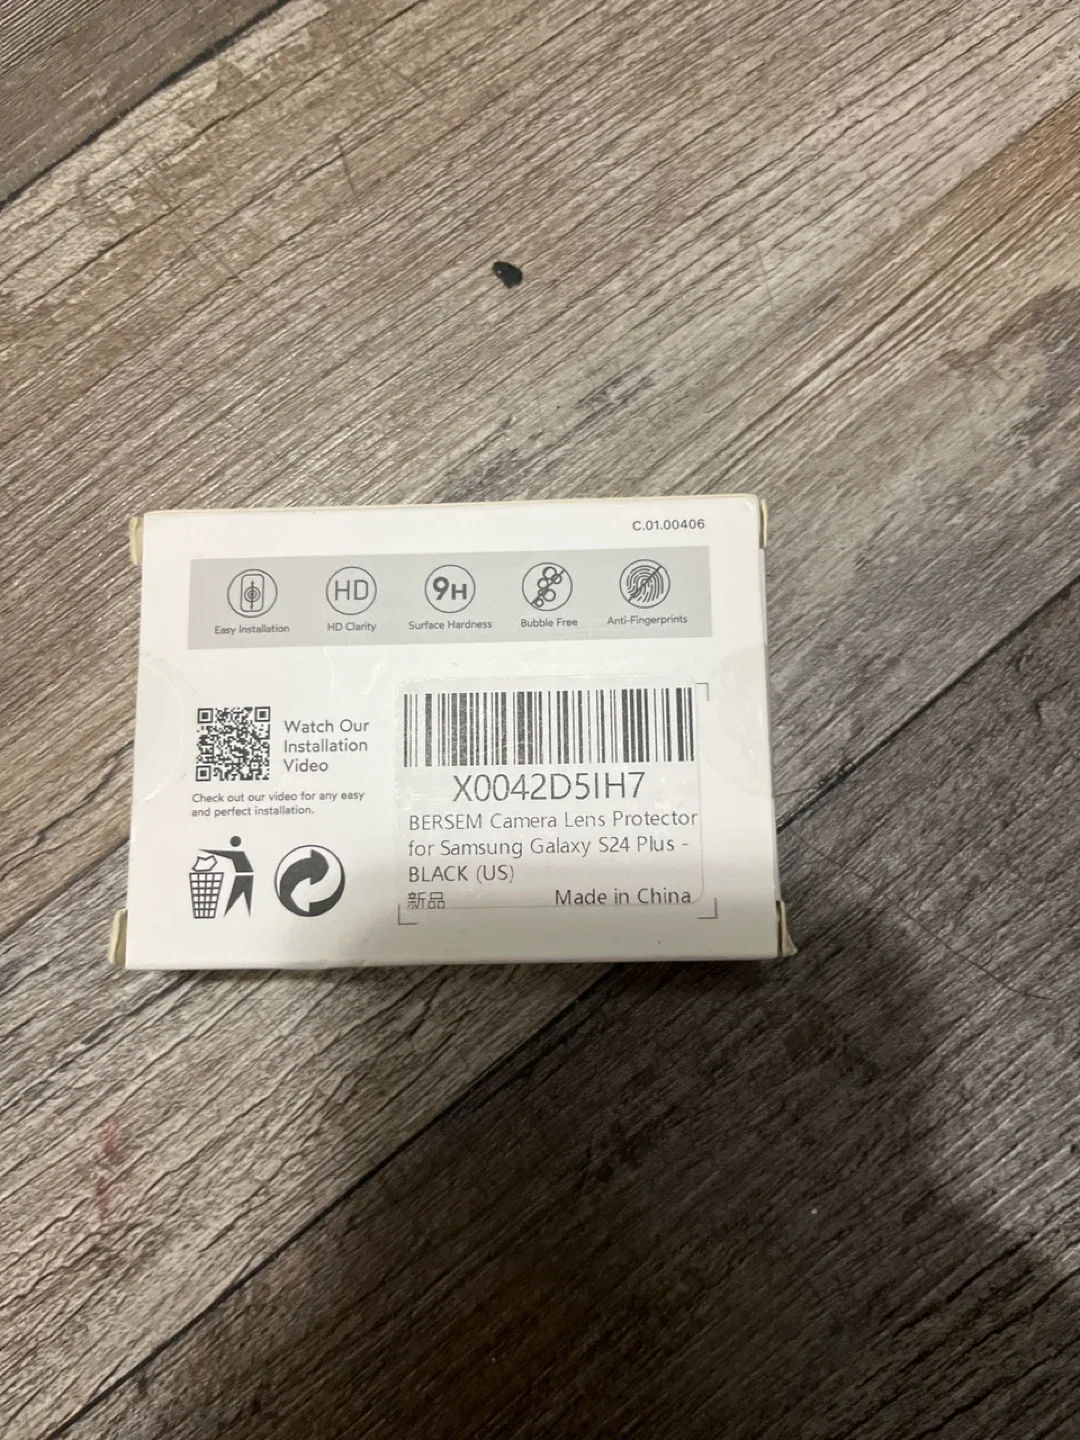 C.01.00406
HD
9H
Easy Installation
HD Clarity
Surface Hardness
Bubble Free
Anti-Fingerprints
Watch Our
Installation
Video
Check out our video for any easy
and perfect installation.
X0042D5IH7
BERSEM Camera Lens Protector
for Samsung Galaxy S24 Plus -
BLACK (US)
新品
Made in China